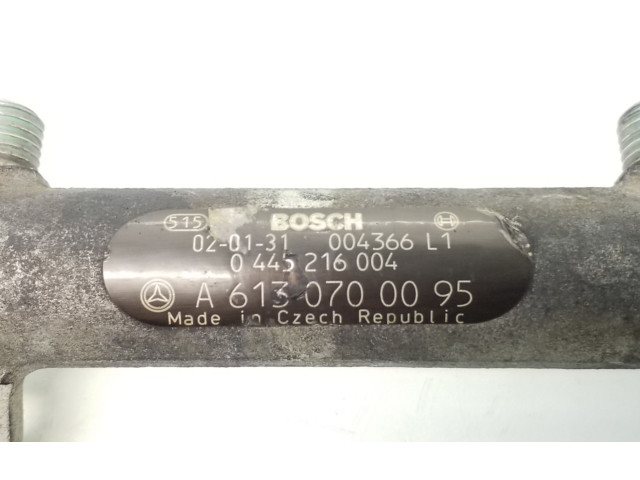 515 BOSCH
02-01-31 004366 L1
0 445 216 004
A 613 070 00 95
Made in Czech Republic